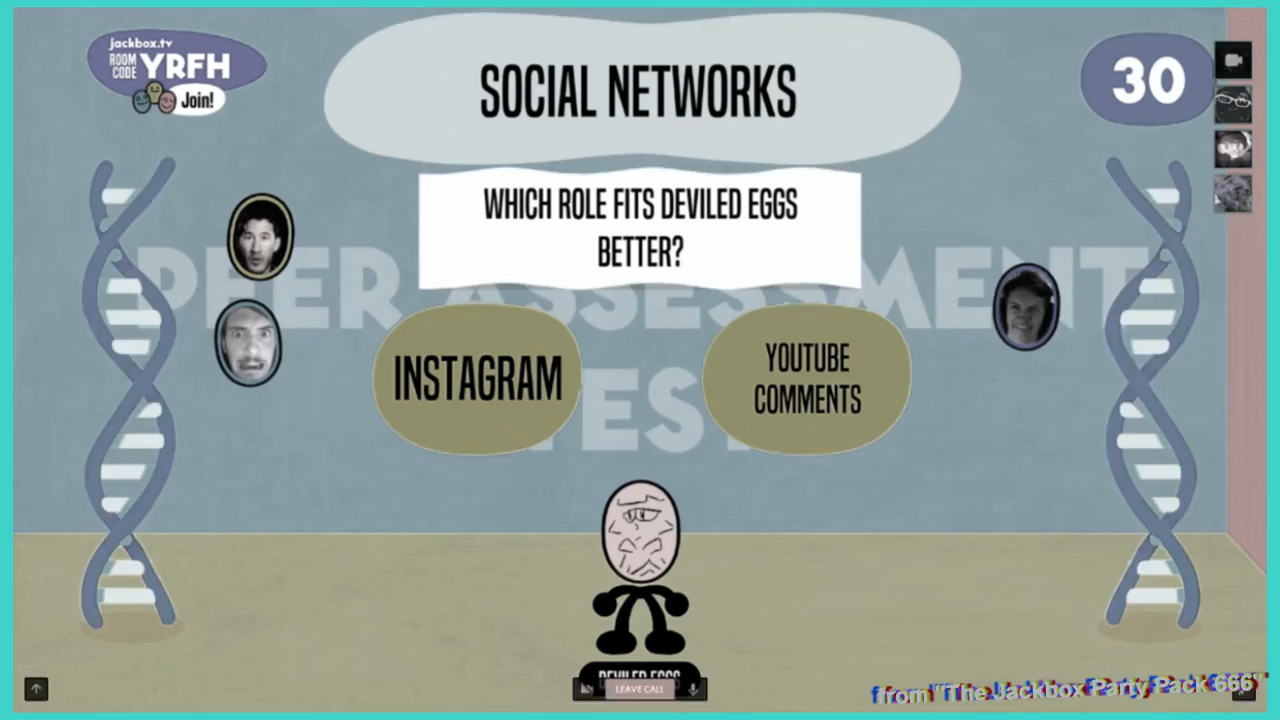 jackbox.tv
ROOM
CODE
YRFH
Join!
SOCIAL NETWORKS
30
WHICH ROLE FITS DEVILED EGGS
BETTER?
PEER ASSESSMENT
TEST
INSTAGRAM
YOUTUBE
COMMENTS
DEVILED EGGS
LEAVE CALL
from "The Jackbox Party Pack 666"